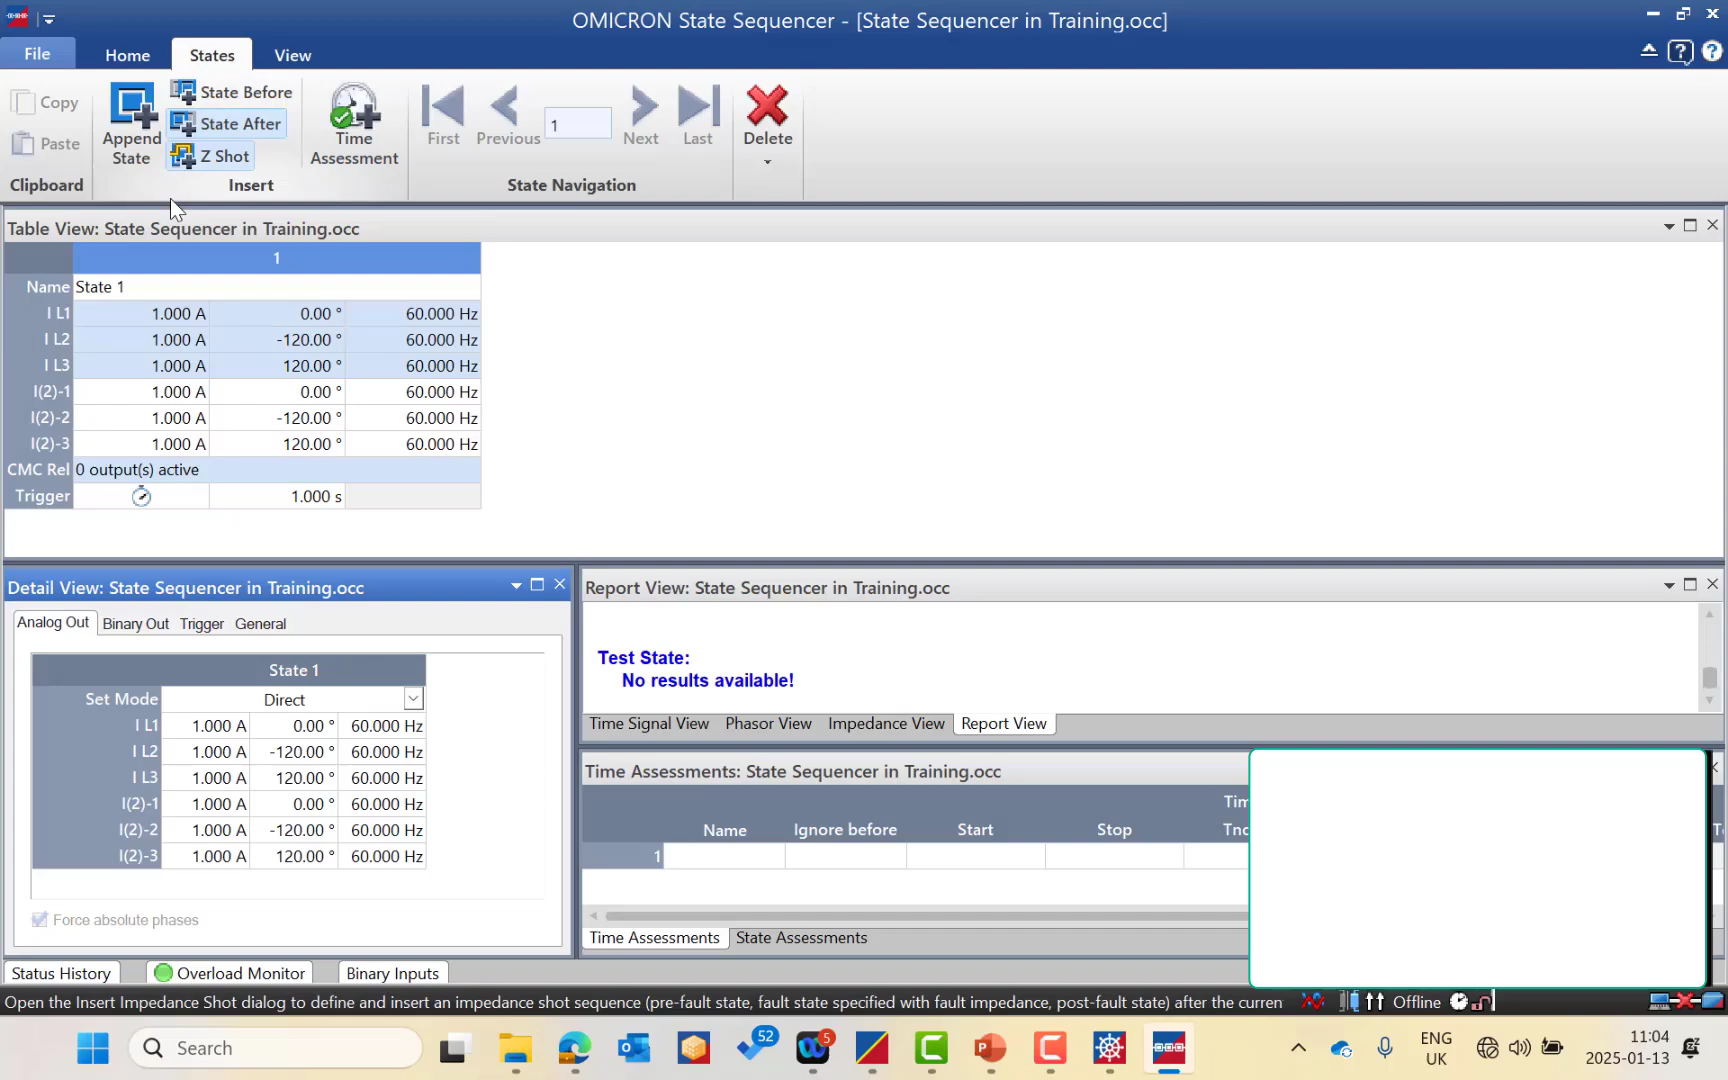 OMICRON State Sequencer - [State Sequencer in Training.occ]
File Home States View
Copy
Paste
Clipboard
Append State
State Before
State After
Z Shot
Insert
Time Assessment
First Previous 1 Next Last
State Navigation
Delete
Table View: State Sequencer in Training.occ
1
Name State 1
I L1 1.000 A 0.00 ° 60.000 Hz
I L2 1.000 A -120.00 ° 60.000 Hz
I L3 1.000 A 120.00 ° 60.000 Hz
I(2)-1 1.000 A 0.00 ° 60.000 Hz
I(2)-2 1.000 A -120.00 ° 60.000 Hz
I(2)-3 1.000 A 120.00 ° 60.000 Hz
CMC Rel 0 output(s) active
Trigger 1.000 s
Detail View: State Sequencer in Training.occ
Analog Out Binary Out Trigger General
State 1
Set Mode Direct
I L1 1.000 A 0.00 ° 60.000 Hz
I L2 1.000 A -120.00 ° 60.000 Hz
I L3 1.000 A 120.00 ° 60.000 Hz
I(2)-1 1.000 A 0.00 ° 60.000 Hz
I(2)-2 1.000 A -120.00 ° 60.000 Hz
I(2)-3 1.000 A 120.00 ° 60.000 Hz
Force absolute phases
Report View: State Sequencer in Training.occ
Test State:
No results available!
Time Signal View Phasor View Impedance View Report View
Time Assessments: State Sequencer in Training.occ
Tim
Name Ignore before Start Stop Tno
1
Time Assessments State Assessments
Status History Overload Monitor Binary Inputs
Open the Insert Impedance Shot dialog to define and insert an impedance shot sequence (pre-fault state, fault state specified with fault impedance, post-fault state) after the curren
Offline
Search
52
5
ENG
UK
11:04
2025-01-13